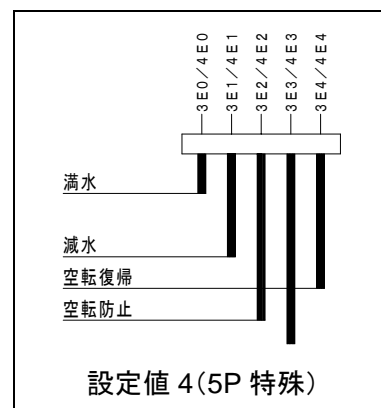 3E0/4E0
3E1/4E1
3E2/4E2
3E3/4E3
3E4/4E4
満水
減水
空転復帰
空転防止
設定値 4(5P 特殊)